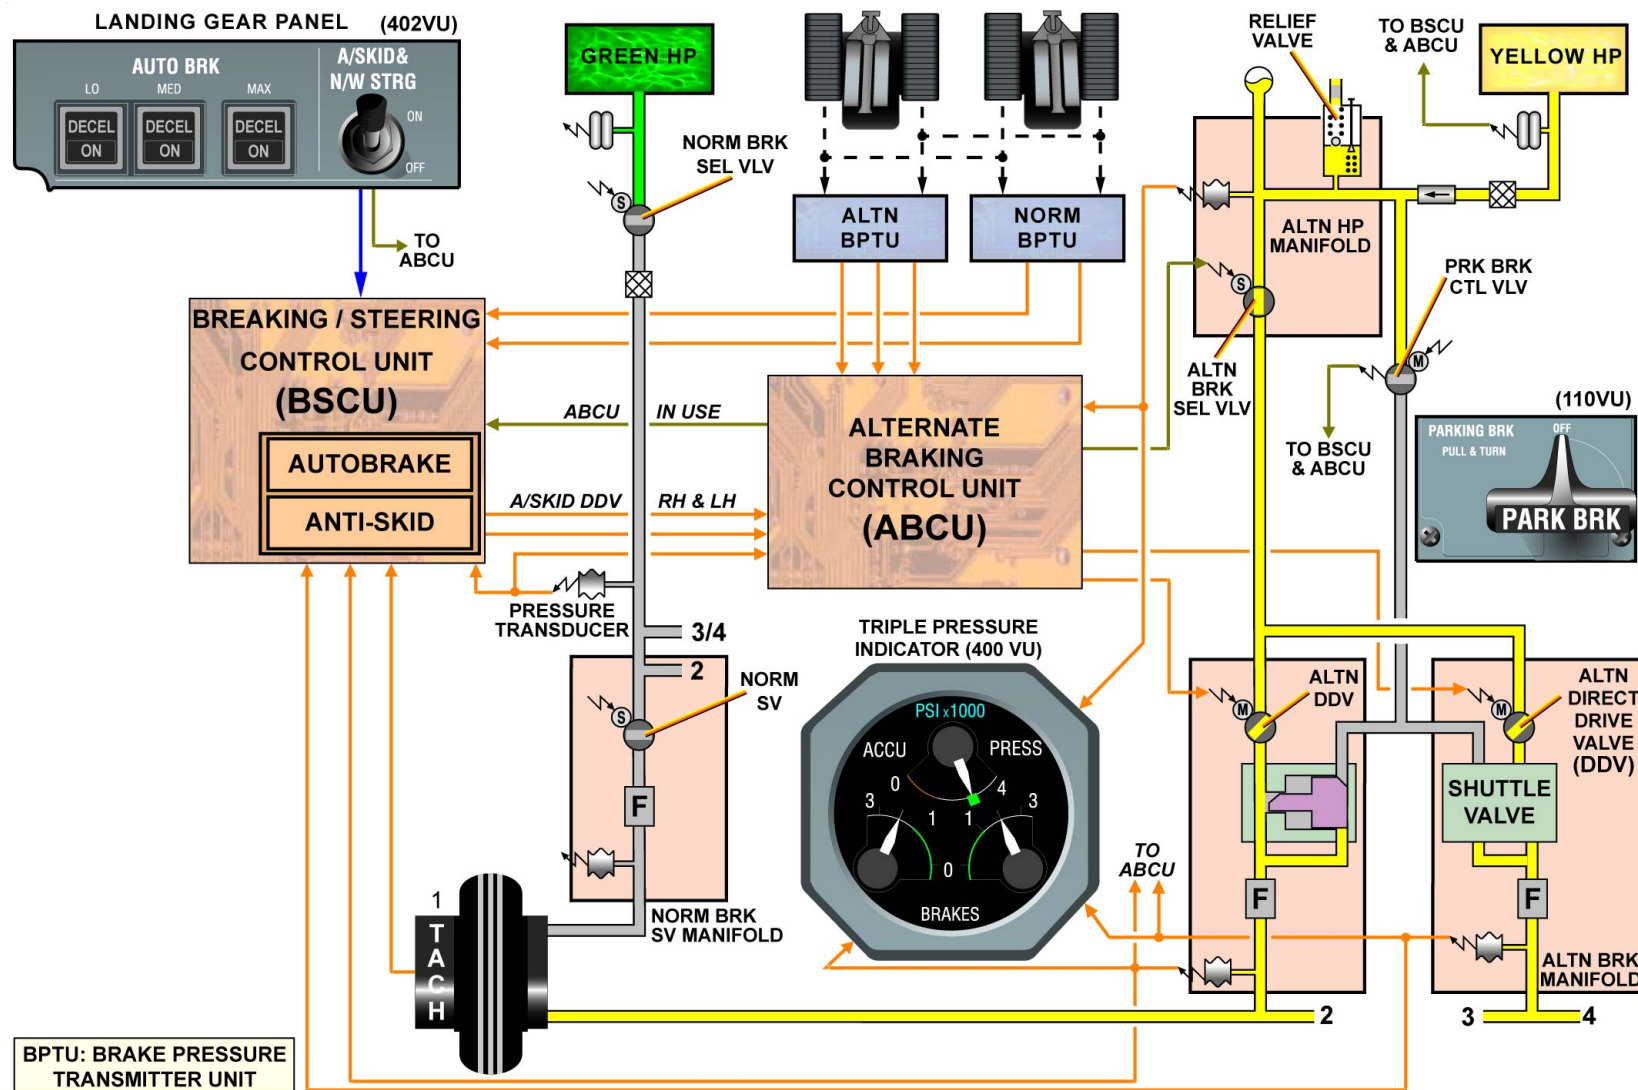 LANDING GEAR PANEL (402VU)
AUTO BRK
A/SKID&
N/W STRG
LO MED MAX
ON
OFF
DECEL DECEL DECEL
ON ON ON
TO
ABCU
GREEN HP
NORM BRK
SEL VLV
S
ALTN
BPTU
NORM
BPTU
RELIEF
VALVE
TO BSCU
& ABCU
YELLOW HP
ALTN HP
MANIFOLD
S
ALTN
BRK
SEL VLV
PRK BRK
CTL VLV
M
TO BSCU
& ABCU
(110VU)
PARKING BRK
PULL & TURN
OFF
PARK BRK
BREAKING / STEERING
CONTROL UNIT
(BSCU)
AUTOBRAKE
ANTI-SKID
ABCU IN USE
A/SKID DDV RH & LH
ALTERNATE
BRAKING
CONTROL UNIT
(ABCU)
PRESSURE
TRANSDUCER
3/4
2
NORM
SV
S
F
NORM BRK
SV MANIFOLD
1
TACH
TRIPLE PRESSURE
INDICATOR (400 VU)
PSI x1000
ACCU PRESS
0 4
3 1 1 3
0
BRAKES
TO
ABCU
M
ALTN
DDV
M
ALTN
DIRECT
DRIVE
VALVE
(DDV)
SHUTTLE
VALVE
F
F
ALTN BRK
MANIFOLD
2
3 4
BPTU: BRAKE PRESSURE
TRANSMITTER UNIT